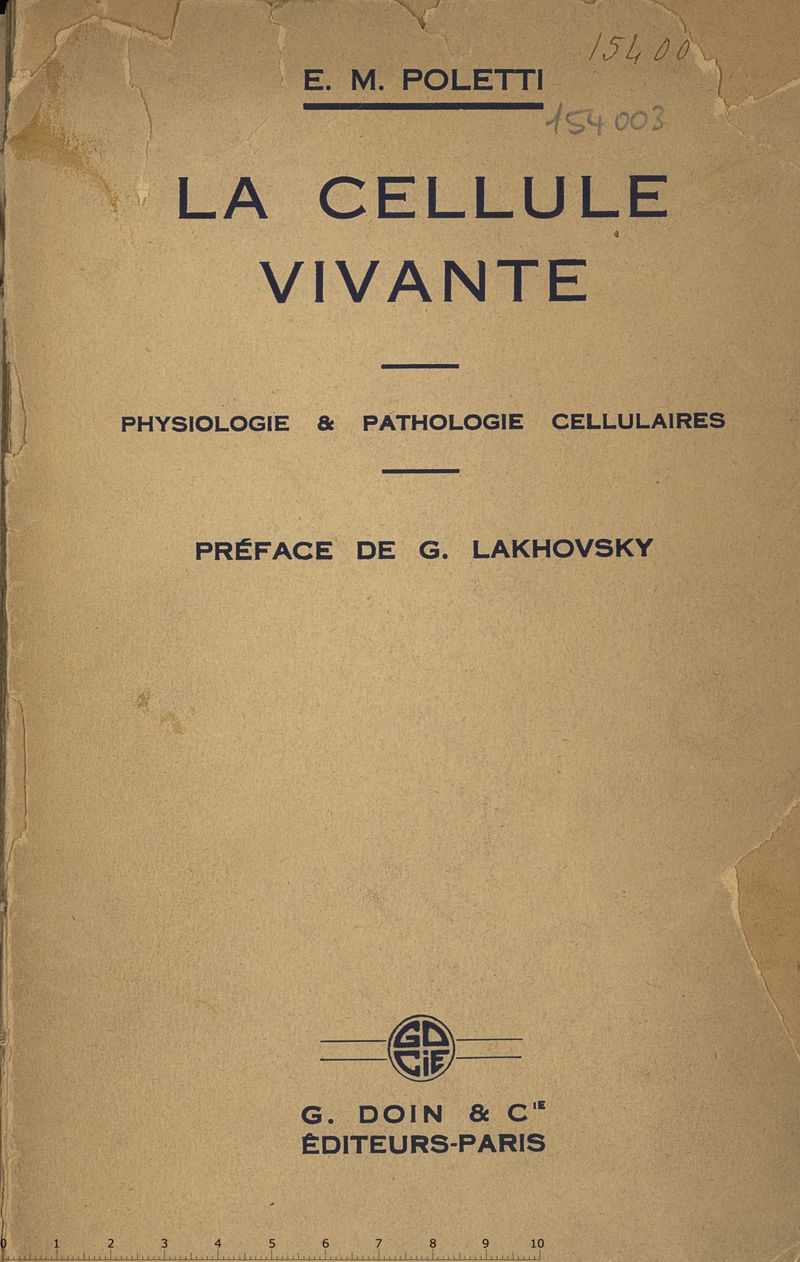 15400
E. M. POLETTI
154003
LA CELLULE
VIVANTE
PHYSIOLOGIE & PATHOLOGIE CELLULAIRES
PRÉFACE DE G. LAKHOVSKY
GD
CIE
G. DOIN & CIE
ÉDITEURS-PARIS
0 1 2 3 4 5 6 7 8 9 10